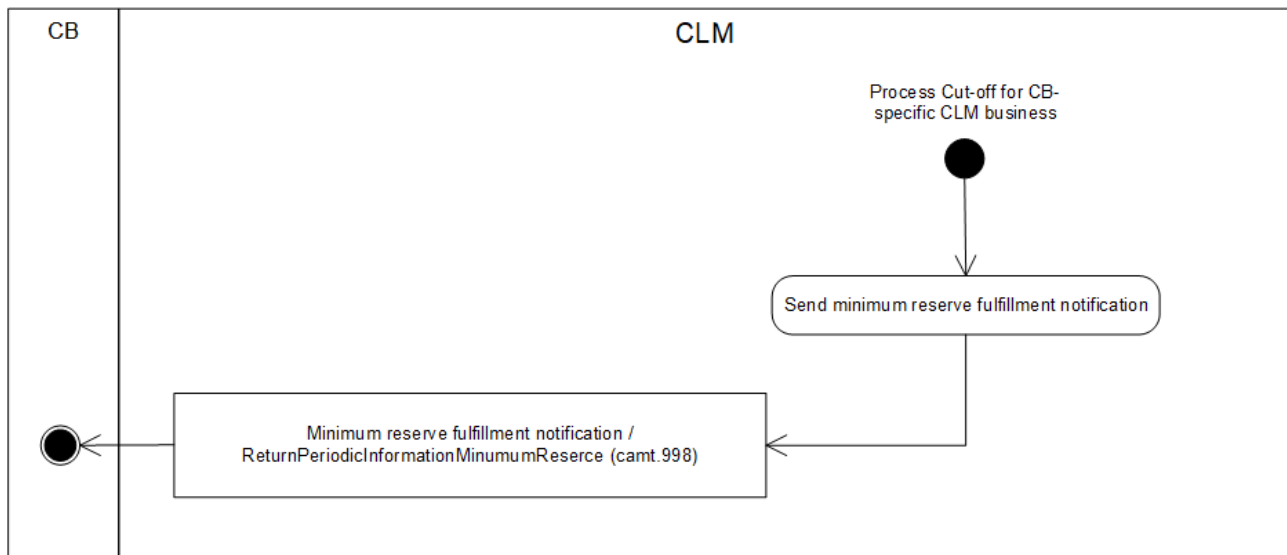 CB
CLM
Process Cut-off for CB-
specific CLM business
Send minimum reserve fulfillment notification
Minimum reserve fulfillment notification /
ReturnPeriodicInformationMinumumReserce (camt.998)